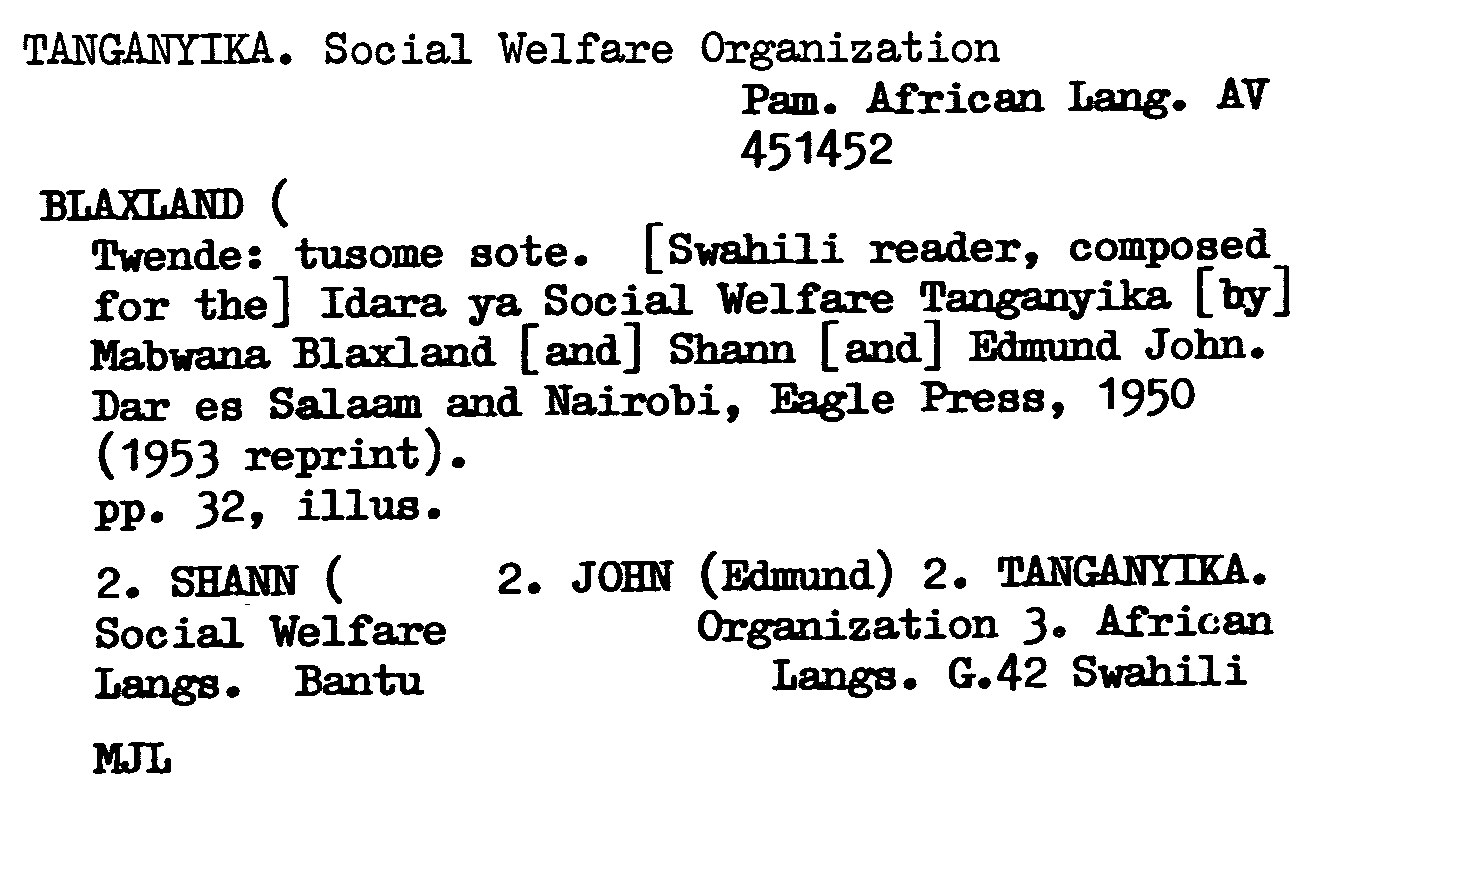 TANGANYIKA. Social Welfare Organization
Pam. African Lang. AV
451452
BLAXLAND (
Twende: tusome sote. [Swahili reader, composed
for the] Idara ya Social Welfare Tanganyika [by]
Mabwana Blaxland [and] Shann [and] Edmund John.
Dar es Salaam and Nairobi, Eagle Press, 1950
(1953 reprint).
pp. 32, illus.
2. SHANN ( 2. JOHN (Edmund) 2. TANGANYIKA.
Social Welfare Organization 3. African
Langs. Bantu Langs. G.42 Swahili
MJL